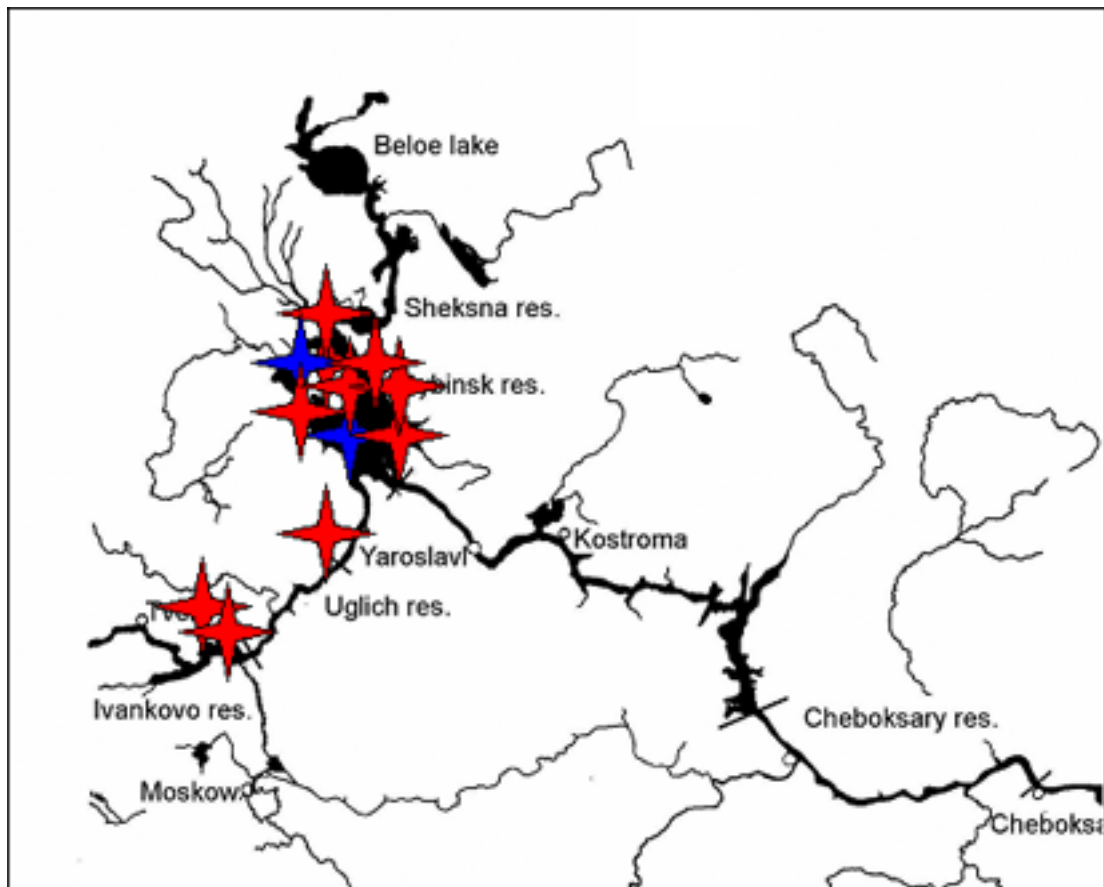 Beloe lake
Sheksna res.
binsk res.
Kostroma
Yaroslavl
Uglich res.
Ivankovo res.
Cheboksary res.
Moskow
Cheboksa